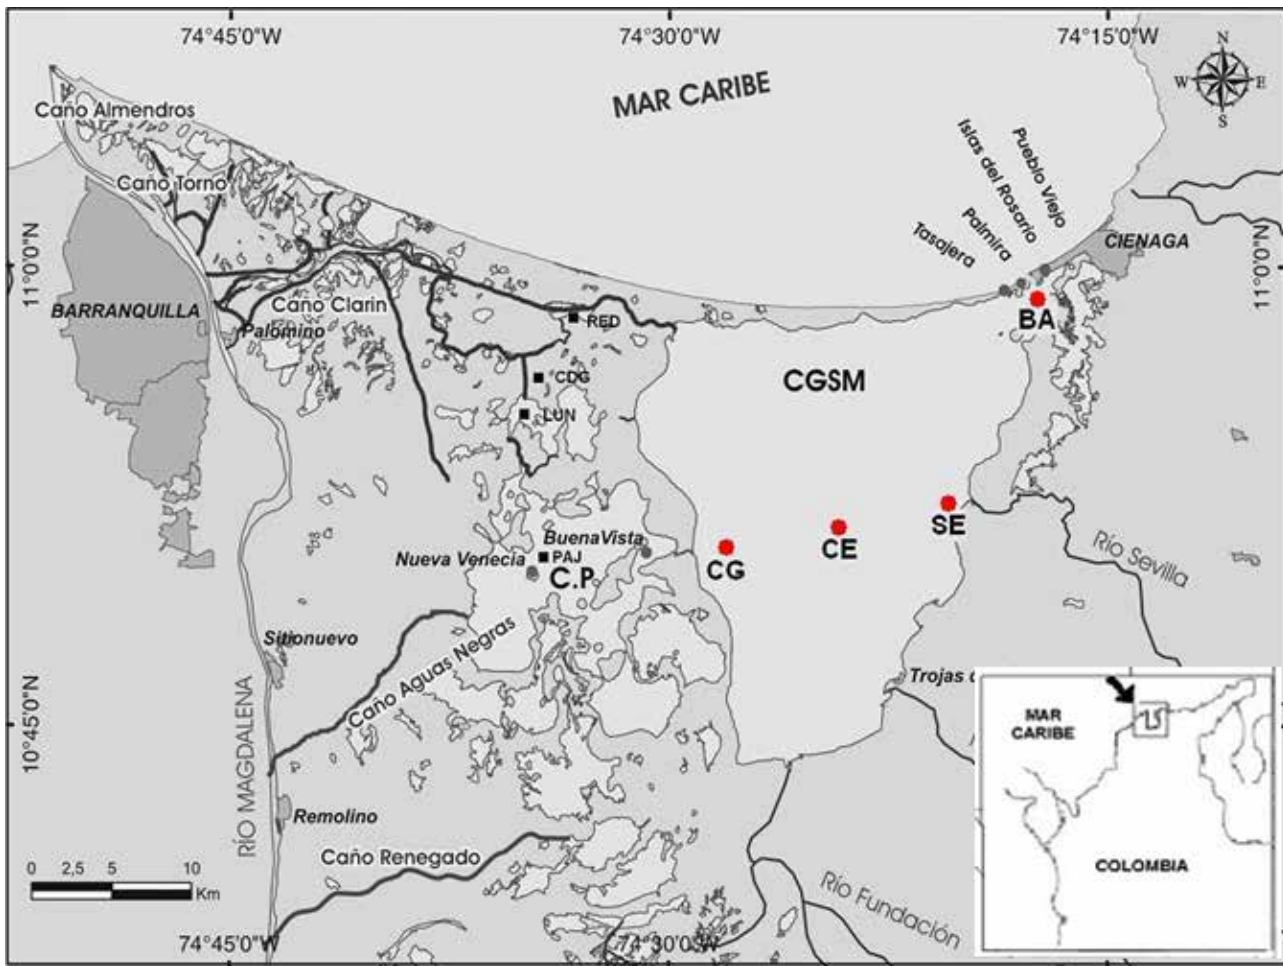 74°45'0"W
74°30'0"W
74°15'0"W
N
W
E
S
MAR CARIBE
Caño Almendros
Caño Torno
Pueblo Viejo
Islas del Rosario
Palmira
Tasajera
CIENAGA
11°0'0"N
11°0'0"N
BARRANQUILLA
Caño Clarin
Palomino
RED
BA
CGSM
CDG
LUN
SE
CE
CG
BuenaVista
Nueva Venecia
PAJ
C.P
Río Sevilla
Sitionuevo
Caño Aguas Negras
Trojas
10°45'0"N
RÍO MAGDALENA
MAR
CARIBE
COLOMBIA
Remolino
Caño Renegado
Río Fundación
0 2,5 5 10
Km
74°45'0"W
74°30'0"W